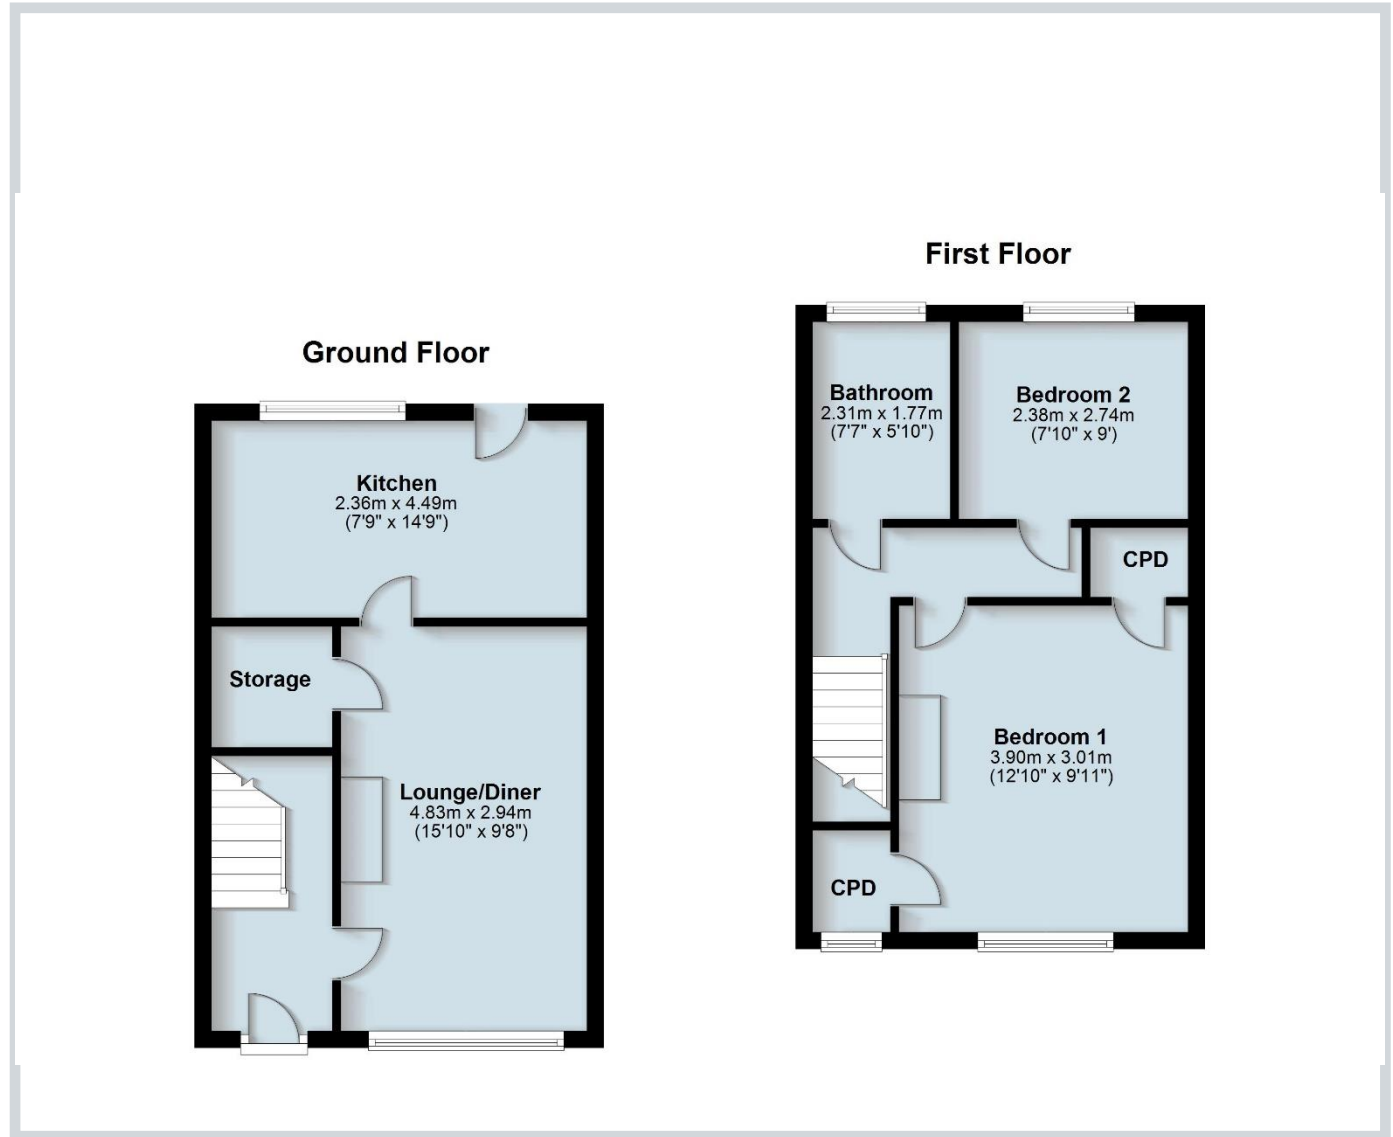 Ground Floor
Kitchen
2.36m x 4.49m
(7'9" x 14'9")
Storage
Lounge/Diner
4.83m x 2.94m
(15'10" x 9'8")
First Floor
Bathroom
2.31m x 1.77m
(7'7" x 5'10")
Bedroom 2
2.38m x 2.74m
(7'10" x 9')
CPD
Bedroom 1
3.90m x 3.01m
(12'10" x 9'11")
CPD